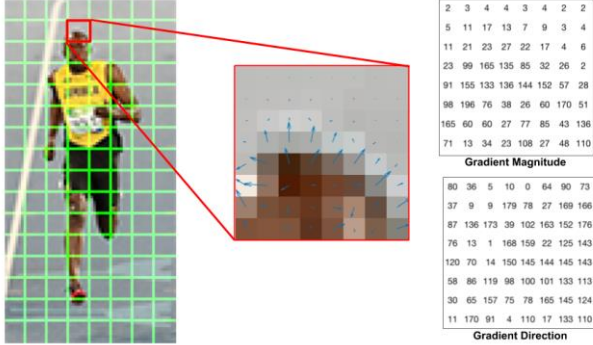 2 3 4 4 3 4 2 2
5 11 17 13 7 9 3 4
11 21 23 27 22 17 4 6
23 99 165 135 85 32 26 2
91 155 133 136 144 152 57 28
98 196 76 38 26 60 170 51
165 60 60 27 77 85 43 136
71 13 34 23 108 27 48 110
Gradient Magnitude
80 36 5 10 0 64 90 73
37 9 9 179 78 27 169 166
87 136 173 39 102 163 152 176
76 13 1 168 159 22 125 143
120 70 14 150 145 144 145 143
58 86 119 98 100 101 133 113
30 65 157 75 78 165 145 124
11 170 91 4 110 17 133 110
Gradient Direction